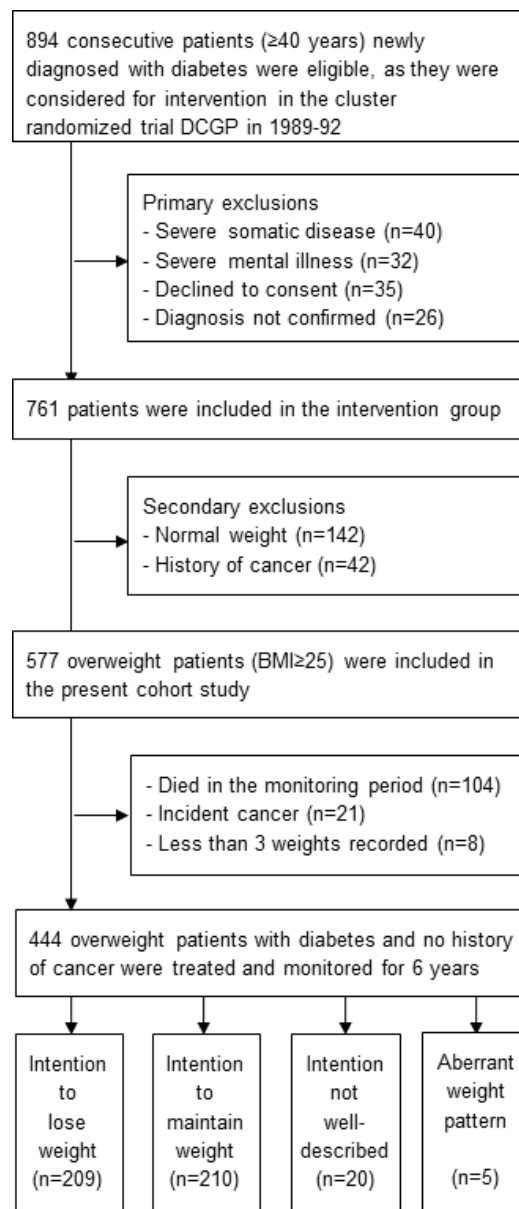 894 consecutive patients (≥40 years) newly
diagnosed with diabetes were eligible, as they were
considered for intervention in the cluster
randomized trial DCGP in 1989-92
Primary exclusions
- Severe somatic disease (n=40)
- Severe mental illness (n=32)
- Declined to consent (n=35)
- Diagnosis not confirmed (n=26)
761 patients were included in the intervention group
Secondary exclusions
- Normal weight (n=142)
- History of cancer (n=42)
577 overweight patients (BMI≥25) were included in
the present cohort study
- Died in the monitoring period (n=104)
- Incident cancer (n=21)
- Less than 3 weights recorded (n=8)
444 overweight patients with diabetes and no history
of cancer were treated and monitored for 6 years
Intention
to
lose
weight
(n=209)
Intention
to
maintain
weight
(n=210)
Intention
not
well-
described
(n=20)
Aberrant
weight
pattern
(n=5)